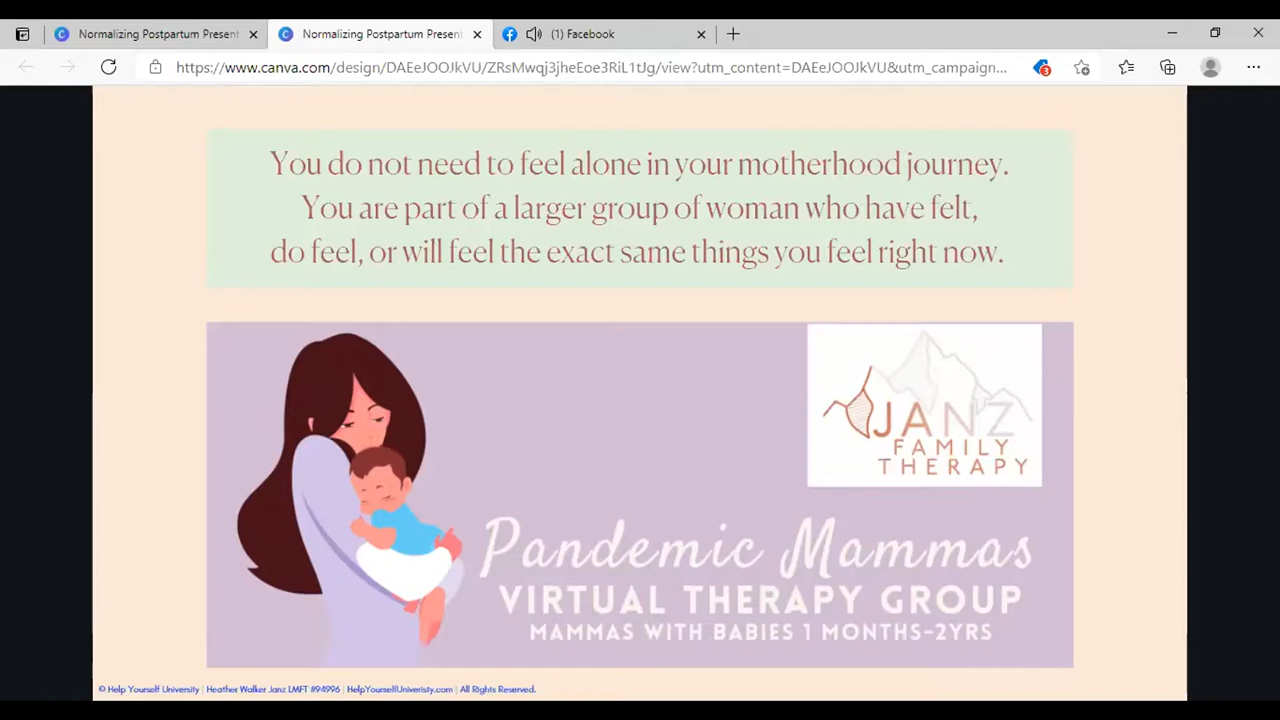 Normalizing Postpartum Present
Normalizing Postpartum Present
(1) Facebook
https://www.canva.com/design/DAEeJOOJkVU/ZRsMwqj3jheEoe3RiL1tJg/view?utm_content=DAEeJOOJkVU&utm_campaign...
3
You do not need to feel alone in your motherhood journey.
You are part of a larger group of woman who have felt,
do feel, or will feel the exact same things you feel right now.
JANZ
FAMILY
THERAPY
Pandemic Mammas
VIRTUAL THERAPY GROUP
MAMMAS WITH BABIES 1 MONTHS-2YRS
© Help Yourself University | Heather Walker Janz LMFT #94996 | HelpYourselfUniveristy.com | All Rights Reserved.